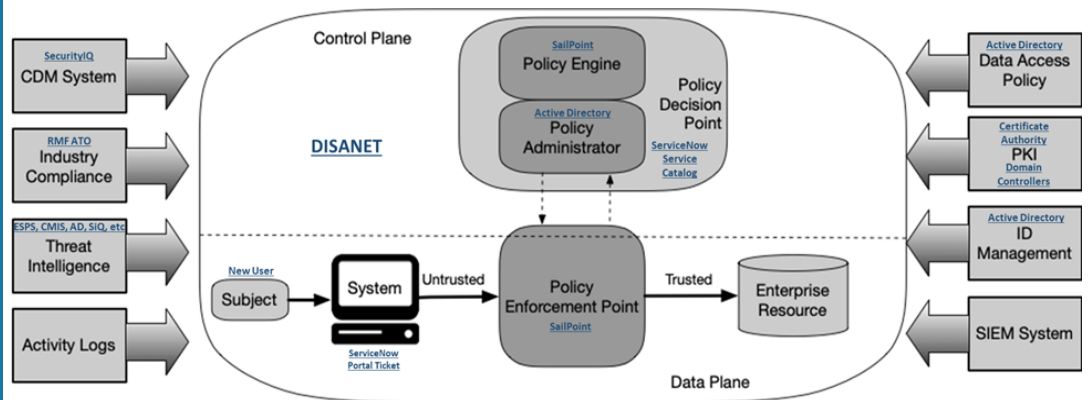 SecurityIQ
CDM System
RMF ATO
Industry
Compliance
ESPS, CMIS, AD, SiQ, etc
Threat
Intelligence
Activity Logs
Control Plane
DISANET
SailPoint
Policy Engine
Active Directory
Policy
Administrator
Policy
Decision
Point
ServiceNow
Service
Catalog
New User
Subject
System
ServiceNow
Portal Ticket
Untrusted
Policy
Enforcement Point
SailPoint
Trusted
Enterprise
Resource
Data Plane
Active Directory
Data Access
Policy
Certificate
Authority
PKI
Domain
Controllers
Active Directory
ID
Management
SIEM System